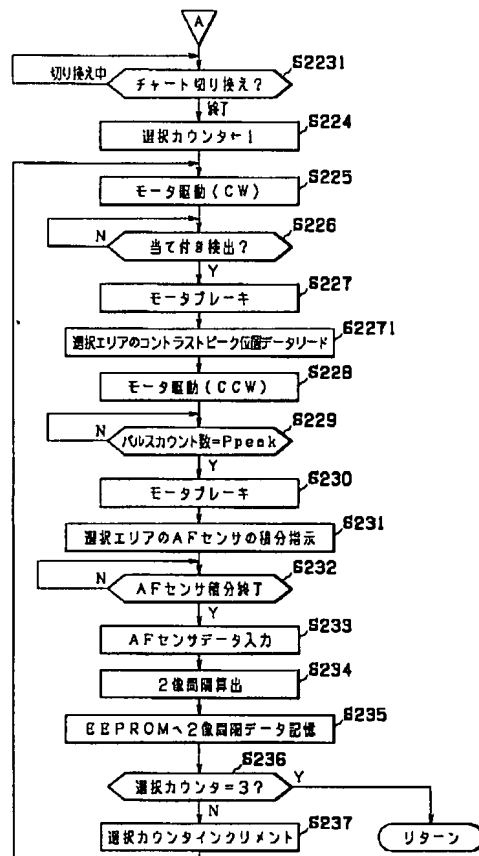 A
S2231
切り換え中
チャート切り換え?
終了
S224
選択カウンタ←1
S225
モータ駆動(CW)
S226
N
当て付き検出?
Y
S227
モータブレーキ
S2271
選択エリアのコントラストピーク位置データリード
S228
モータ駆動(CCW)
S229
N
パルスカウント数=Ppeak
Y
S230
モータブレーキ
S231
選択エリアのAFセンサの積分指示
S232
N
AFセンサ積分終了
Y
S233
AFセンサデータ入力
S234
2像間隔算出
S235
EEPROMへ2像間隔データ記憶
S236
選択カウンタ=3?
Y
N
S237
選択カウンタインクリメント
リターン